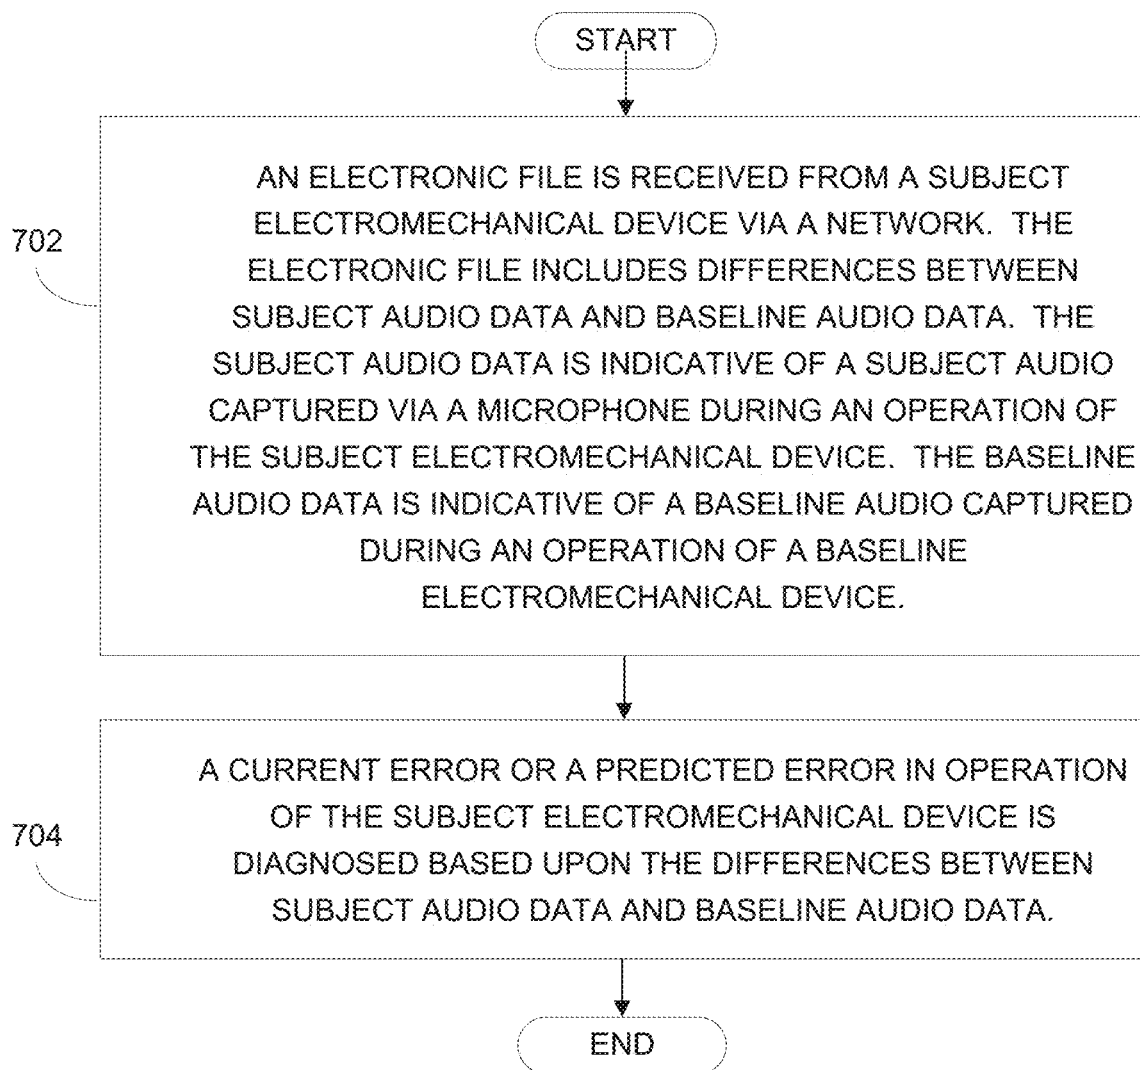 START
702
AN ELECTRONIC FILE IS RECEIVED FROM A SUBJECT
ELECTROMECHANICAL DEVICE VIA A NETWORK. THE
ELECTRONIC FILE INCLUDES DIFFERENCES BETWEEN
SUBJECT AUDIO DATA AND BASELINE AUDIO DATA. THE
SUBJECT AUDIO DATA IS INDICATIVE OF A SUBJECT AUDIO
CAPTURED VIA A MICROPHONE DURING AN OPERATION OF
THE SUBJECT ELECTROMECHANICAL DEVICE. THE BASELINE
AUDIO DATA IS INDICATIVE OF A BASELINE AUDIO CAPTURED
DURING AN OPERATION OF A BASELINE
ELECTROMECHANICAL DEVICE.
704
A CURRENT ERROR OR A PREDICTED ERROR IN OPERATION
OF THE SUBJECT ELECTROMECHANICAL DEVICE IS
DIAGNOSED BASED UPON THE DIFFERENCES BETWEEN
SUBJECT AUDIO DATA AND BASELINE AUDIO DATA.
END